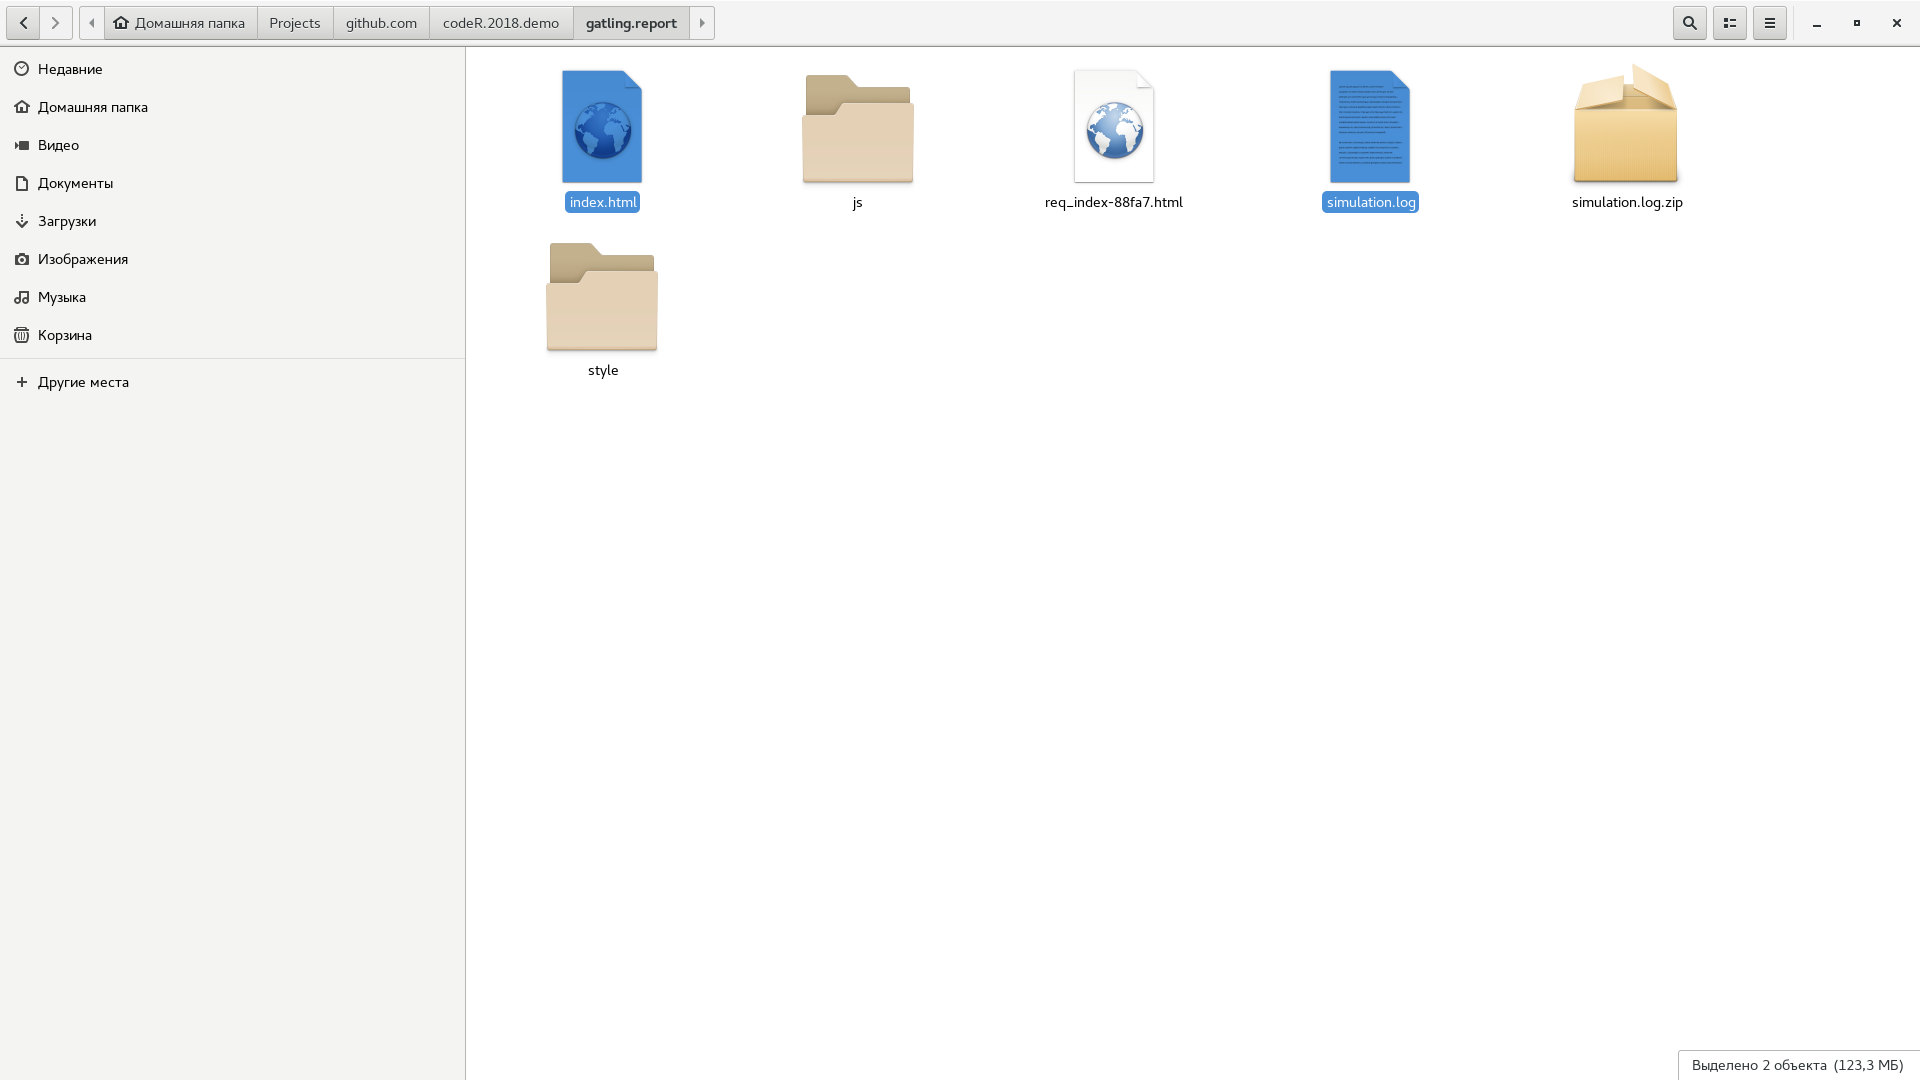 Домашняя папка Projects github.com codeR.2018.demo gatling.report
Недавние
Домашняя папка
Видео
Документы
Загрузки
Изображения
Музыка
Корзина
Другие места
index.html
js
req_index-88fa7.html
simulation.log
simulation.log.zip
style
Выделено 2 объекта (123,3 МБ)